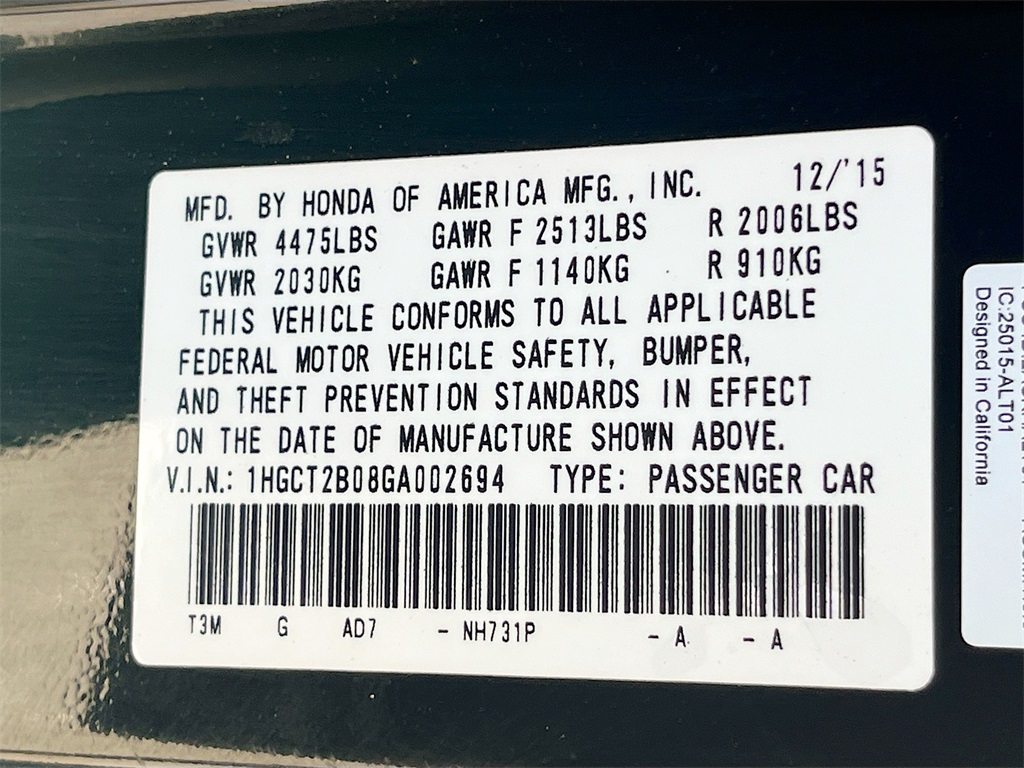 MFD. BY HONDA OF AMERICA MFG., INC. 12/'15
GVWR 4475LBS GAWR F 2513LBS R 2006LBS
GVWR 2030KG GAWR F 1140KG R 910KG
THIS VEHICLE CONFORMS TO ALL APPLICABLE
FEDERAL MOTOR VEHICLE SAFETY, BUMPER,
AND THEFT PREVENTION STANDARDS IN EFFECT
ON THE DATE OF MANUFACTURE SHOWN ABOVE.
V.I.N.: 1HGCT2B08GA002694 TYPE: PASSENGER CAR
T3M G AD7 - NH731P - A - A
IC:25015-ALT01
Designed in California